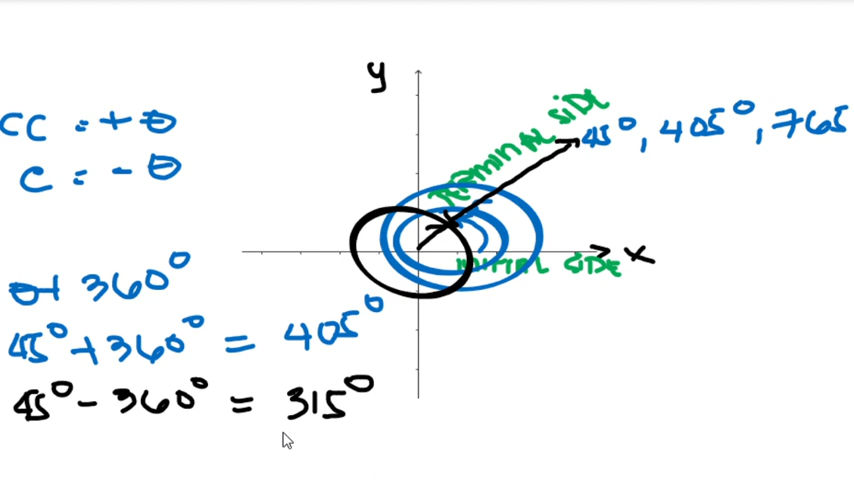 y
TERMINAL SIDE
CC = + θ
C = - θ
45°, 405°, 765
x
INITIAL SIDE
θ+ 360°
45° + 360° = 405°
45° - 360° = 315°